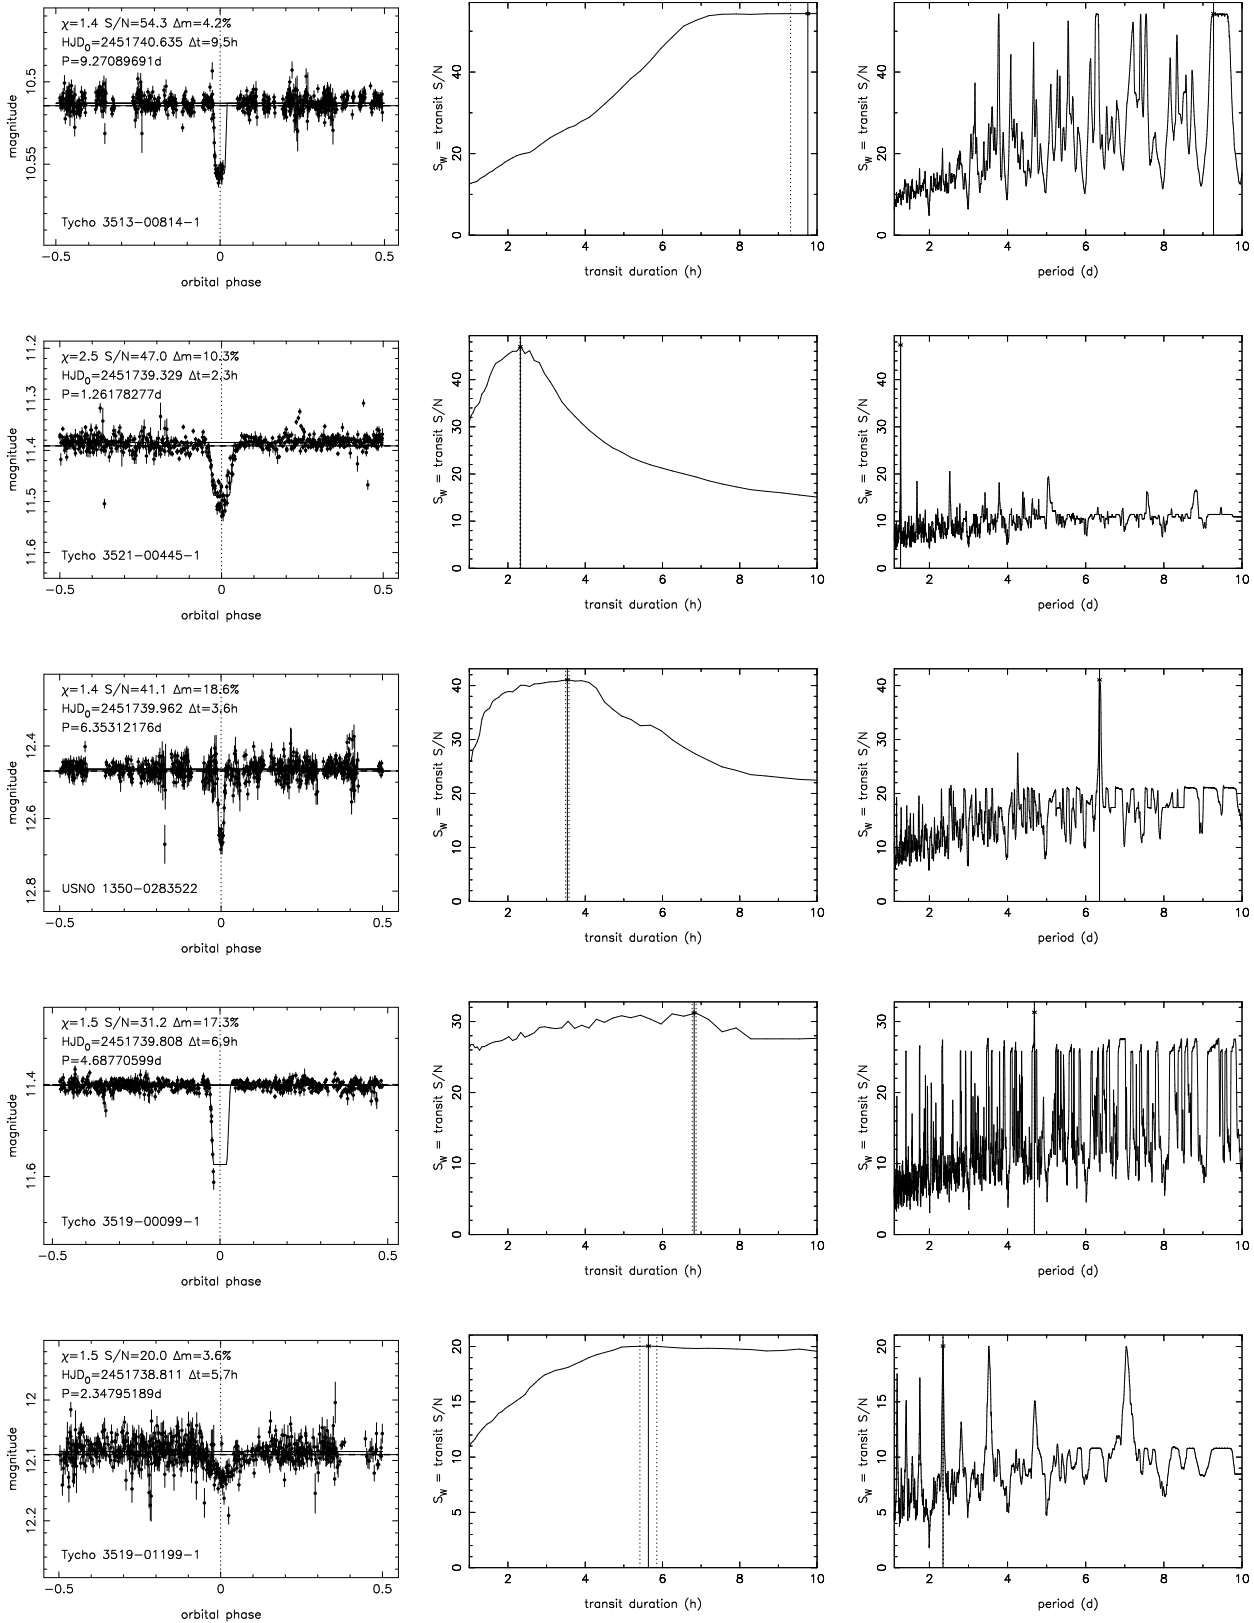 χ=1.4 S/N=54.3 Δm=4.2%
HJD0=2451740.635 Δt=9.5h
P=9.27089691d
Tycho 3513-00814-1
magnitude
10.5
10.55
-0.5 0 0.5
orbital phase
SW = transit S/N
0 20 40
2 4 6 8 10
transit duration (h)
SW = transit S/N
0 20 40
2 4 6 8 10
period (d)
χ=2.5 S/N=47.0 Δm=10.3%
HJD0=2451739.329 Δt=2.3h
P=1.26178277d
Tycho 3521-00445-1
magnitude
11.2
11.3
11.4
11.5
11.6
-0.5 0 0.5
orbital phase
SW = transit S/N
0 10 20 30 40
2 4 6 8 10
transit duration (h)
SW = transit S/N
0 10 20 30 40
2 4 6 8 10
period (d)
χ=1.4 S/N=41.1 Δm=18.6%
HJD0=2451739.962 Δt=3.6h
P=6.35312176d
USNO 1350-0283522
magnitude
12.4
12.6
12.8
-0.5 0 0.5
orbital phase
SW = transit S/N
0 10 20 30 40
2 4 6 8 10
transit duration (h)
SW = transit S/N
0 10 20 30 40
2 4 6 8 10
period (d)
χ=1.5 S/N=31.2 Δm=17.3%
HJD0=2451739.808 Δt=6.9h
P=4.68770599d
Tycho 3519-00099-1
magnitude
11.4
11.6
-0.5 0 0.5
orbital phase
SW = transit S/N
0 10 20 30
2 4 6 8 10
transit duration (h)
SW = transit S/N
0 10 20 30
2 4 6 8 10
period (d)
χ=1.5 S/N=20.0 Δm=3.6%
HJD0=2451738.811 Δt=5.7h
P=2.34795189d
Tycho 3519-01199-1
magnitude
12
12.1
12.2
-0.5 0 0.5
orbital phase
SW = transit S/N
0 5 10 15 20
2 4 6 8 10
transit duration (h)
SW = transit S/N
0 5 10 15 20
2 4 6 8 10
period (d)